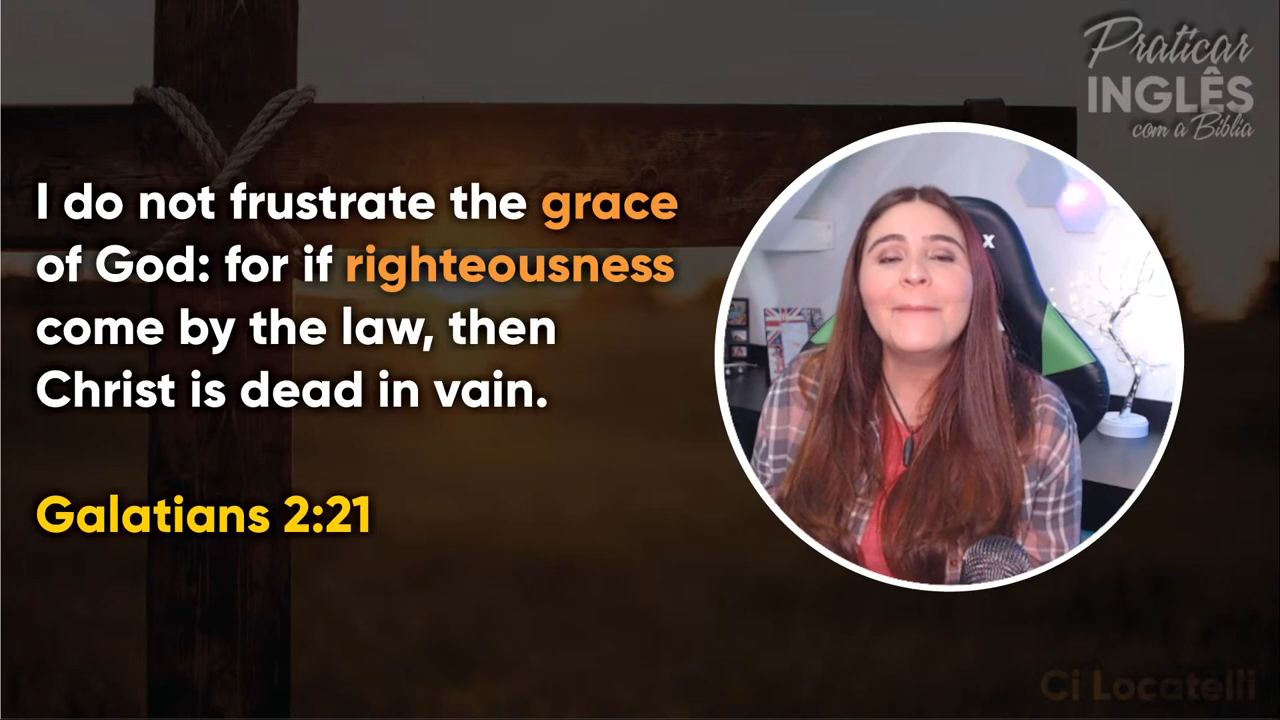 I do not frustrate the grace
of God: for if righteousness
come by the law, then
Christ is dead in vain.
Galatians 2:21
Praticar
INGLÊS
com a Bíblia
X
Ci Locatelli